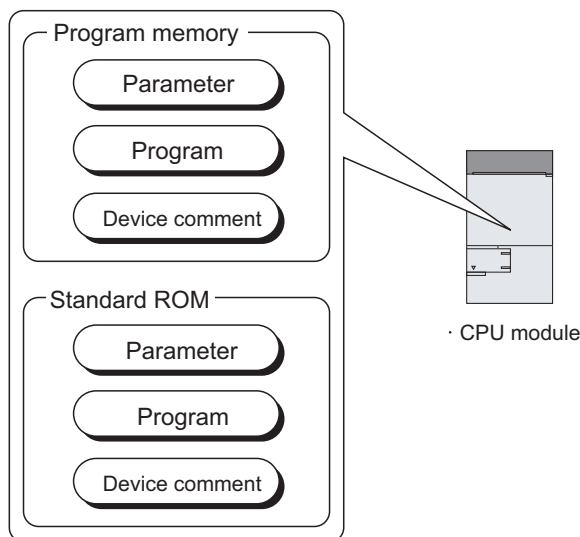 Program memory
Parameter
Program
Device comment
Standard ROM
Parameter
Program
Device comment
· CPU module